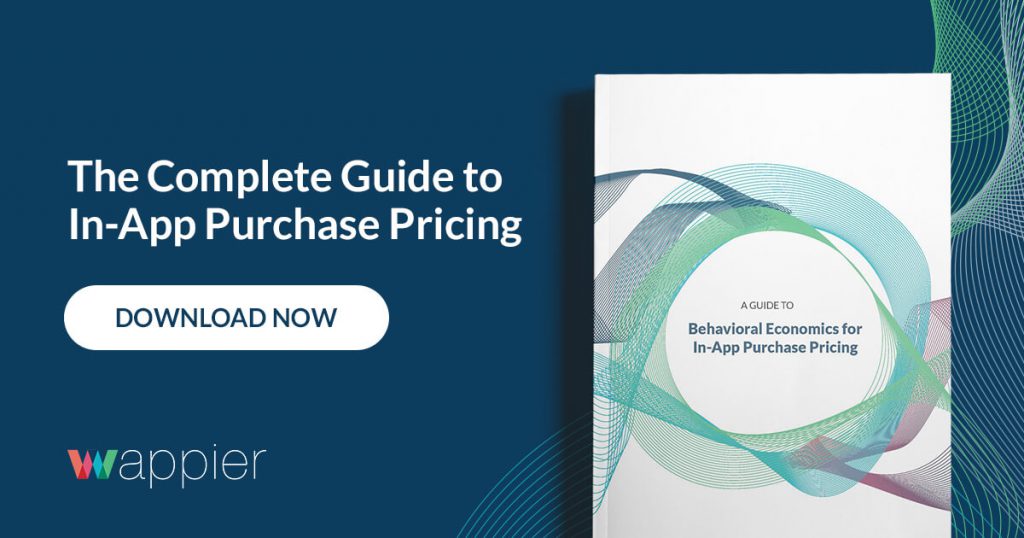 The Complete Guide to
In-App Purchase Pricing
DOWNLOAD NOW
wappier
A GUIDE TO
Behavioral Economics for
In-App Purchase Pricing